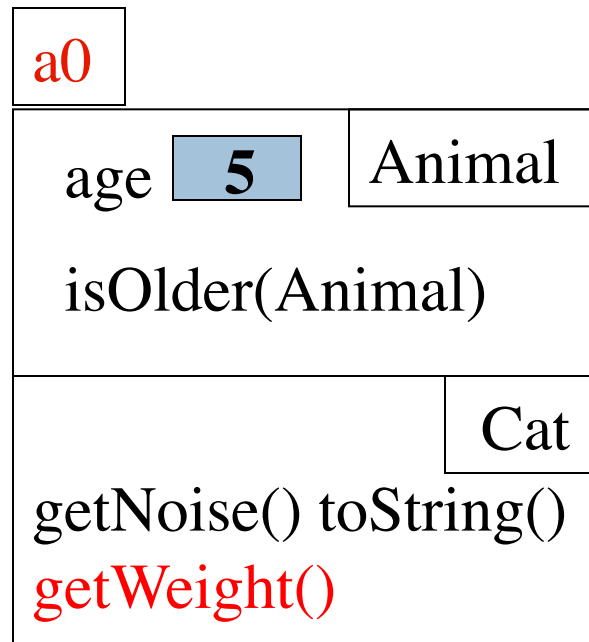 a0
age 5 Animal
isOlder(Animal)
Cat
getNoise() toString()
getWeight()